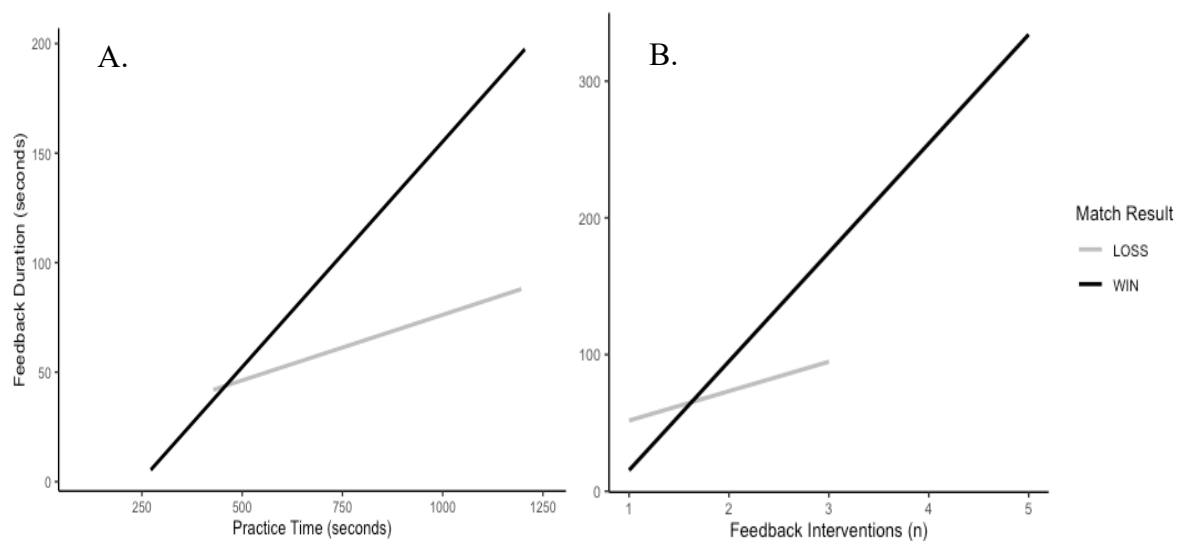 A.
Feedback Duration (seconds)
200
150
100
50
0
250 500 750 1000 1250
Practice Time (seconds)
B.
300
200
100
0
1 2 3 4 5
Feedback Interventions (n)
Match Result
LOSS
WIN